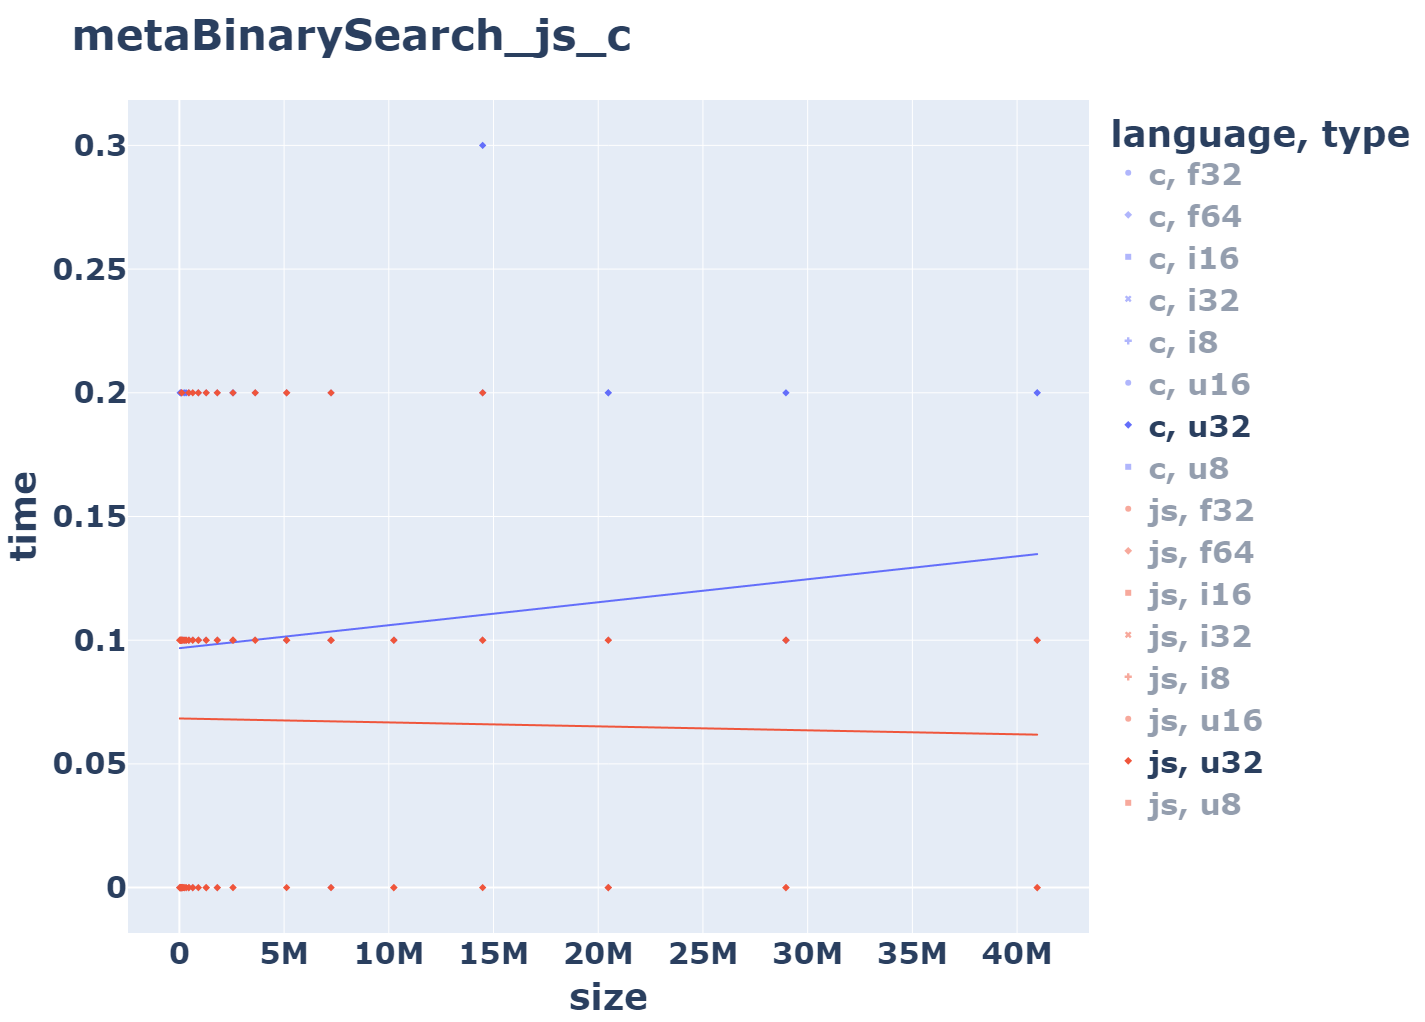 metaBinarySearch_js_c
0.3
0.25
0.2
0.15
0.1
0.05
0
time
0 5M 10M 15M 20M 25M 30M 35M 40M
size
language, type
c, f32
c, f64
c, i16
c, i32
c, i8
c, u16
c, u32
c, u8
js, f32
js, f64
js, i16
js, i32
js, i8
js, u16
js, u32
js, u8